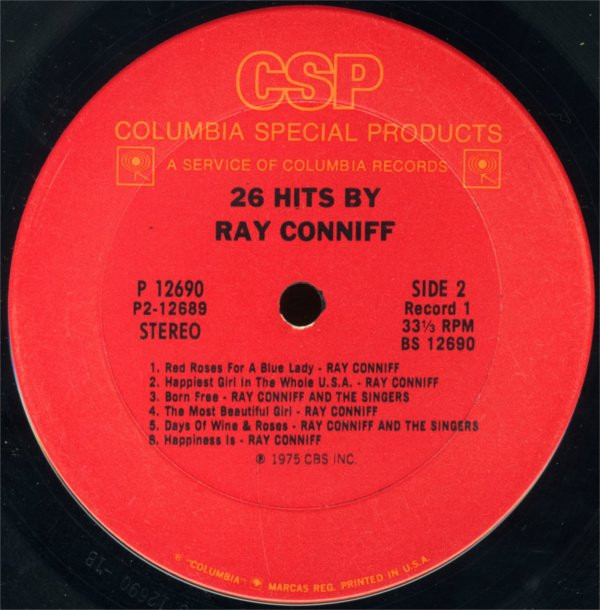 CSP
COLUMBIA SPECIAL PRODUCTS
A SERVICE OF COLUMBIA RECORDS
26 HITS BY
RAY CONNIFF
P 12690
P2-12689
STEREO
SIDE 2
Record 1
33⅓ RPM
BS 12690
1. Red Roses For A Blue Lady - RAY CONNIFF
2. Happiest Girl In The Whole U.S.A. - RAY CONNIFF
3. Born Free - RAY CONNIFF AND THE SINGERS
4. The Most Beautiful Girl - RAY CONNIFF
5. Days Of Wine & Roses - RAY CONNIFF AND THE SINGERS
6. Happiness Is - RAY CONNIFF
℗ 1975 CBS INC.
® "COLUMBIA" MARCAS REG. PRINTED IN U.S.A.
12690-1B